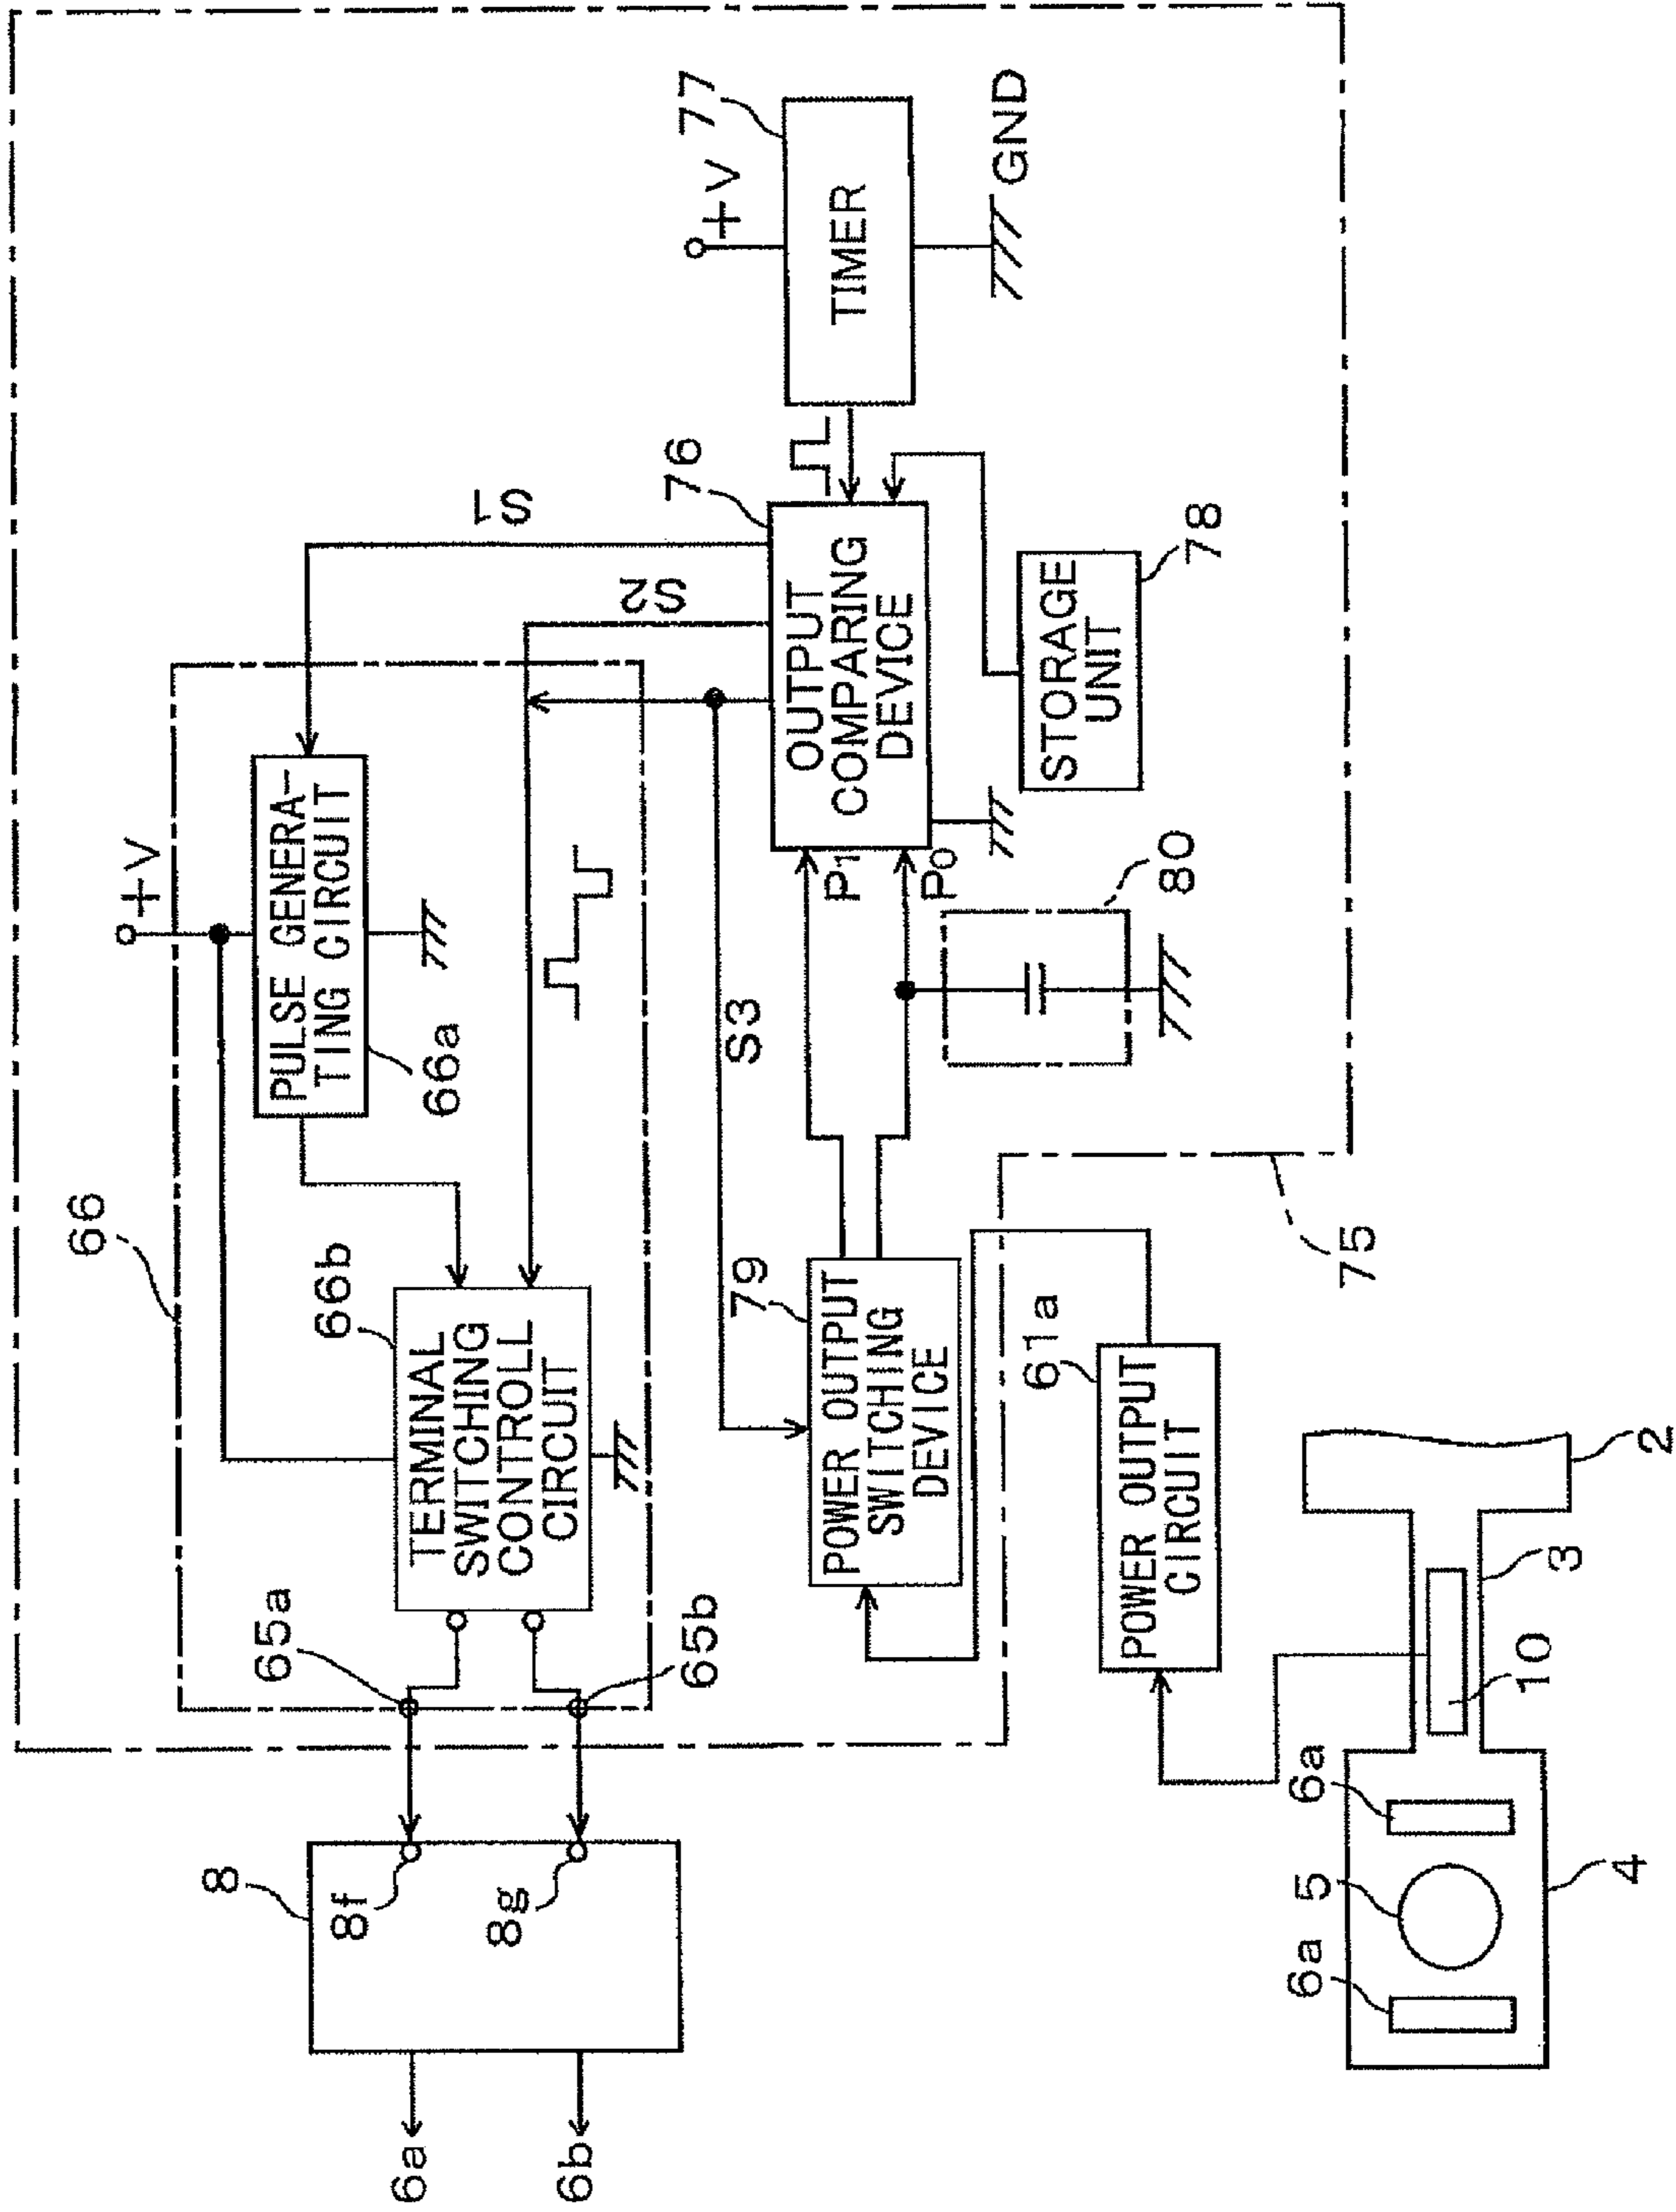 6a
6b
8
8f
8g
65a
65b
66
66b
TERMINAL
SWITCHING
CONTROLL
CIRCUIT
66a
PULSE GENERA-
TING CIRCUIT
+V
S1
S2
S3
76
OUTPUT
COMPARING
DEVICE
P1
P0
77
+V
TIMER
GND
79
POWER OUTPUT
SWITCHING
DEVICE
80
STORAGE
UNIT
78
75
61a
POWER OUTPUT
CIRCUIT
6a
5
6a
4
10
3
2